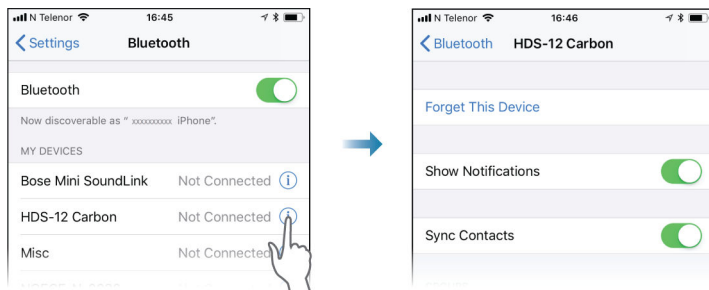 N Telenor 16:45
Settings Bluetooth
Bluetooth
Now discoverable as " xxxxxxxxxx iPhone".
MY DEVICES
Bose Mini SoundLink Not Connected i
HDS-12 Carbon Not Connected i
Misc Not Connected
N Telenor 16:46
Bluetooth HDS-12 Carbon
Forget This Device
Show Notifications
Sync Contacts